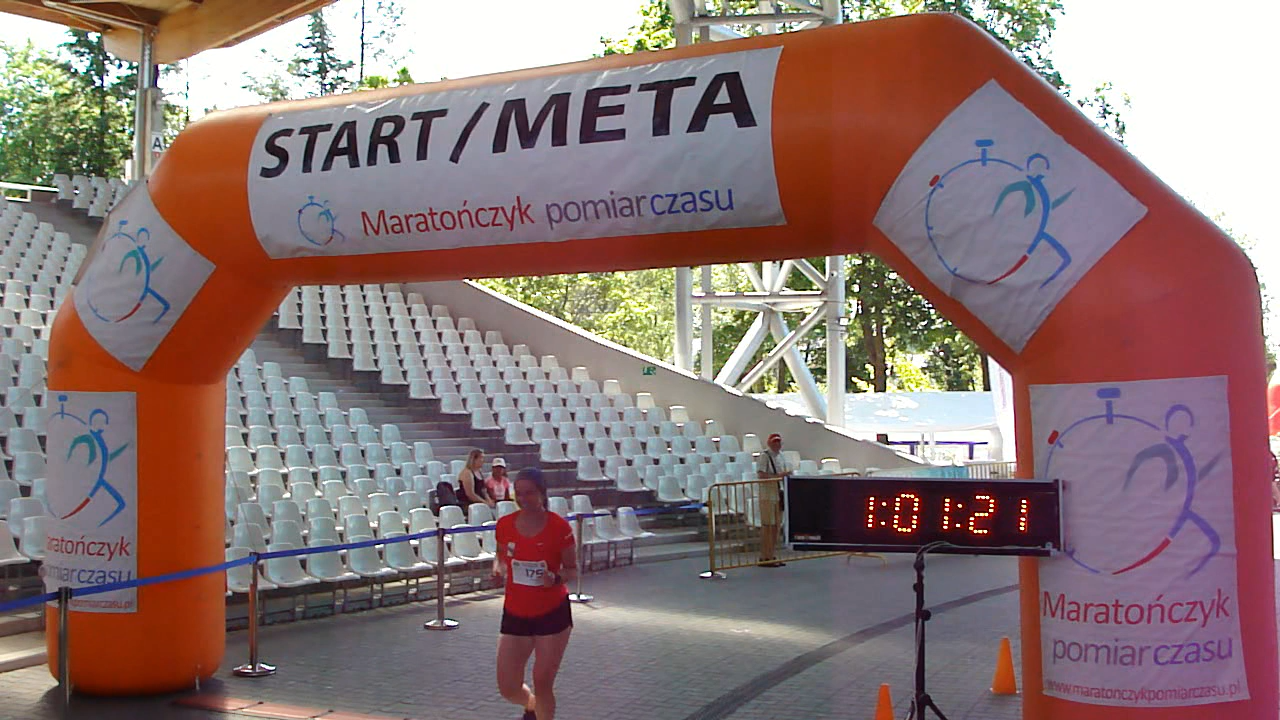 START/META
Maratończyk pomiarczasu
A
1:01:21
175
Maratończyk
pomiarczasu
www.maratonczykpomiarczasu.pl
Maratończyk
pomiarczasu